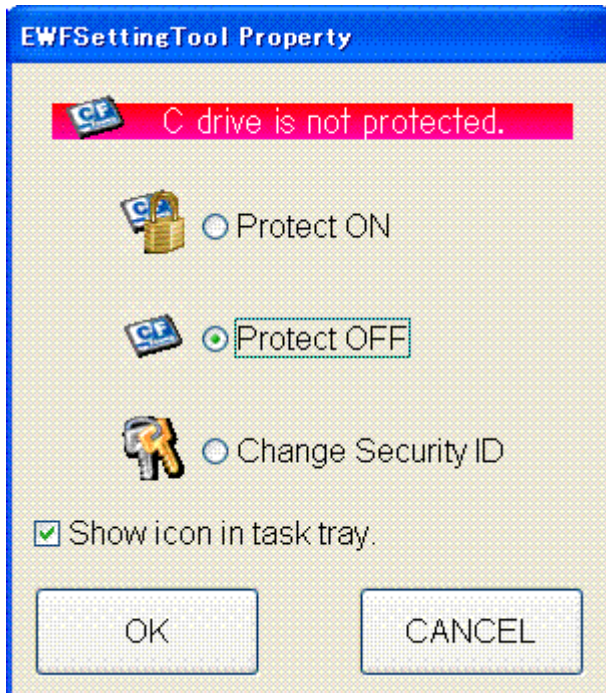 EWFSettingTool Property
C drive is not protected.
Protect ON
CF
Protect OFF
Change Security ID
Show icon in task tray.
OK
CANCEL